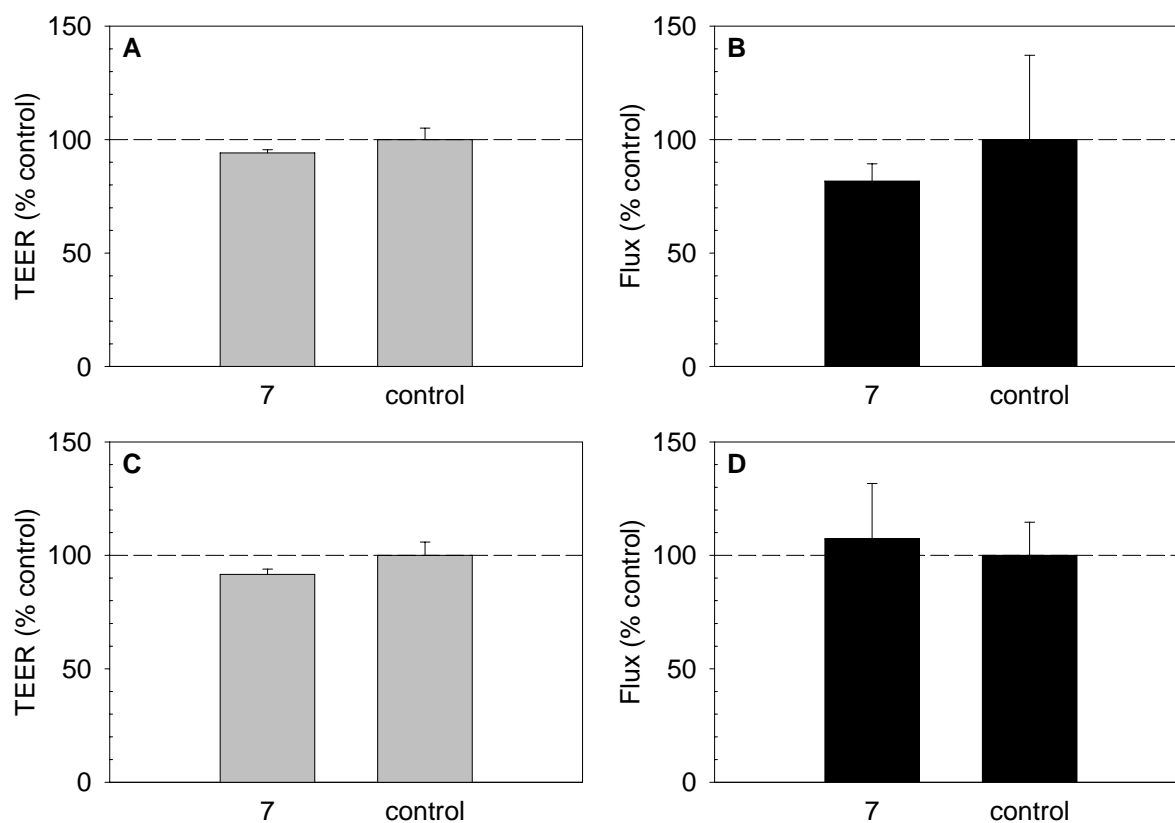 A
TEER (% control)
150
100
50
0
7 control
B
Flux (% control)
150
100
50
0
7 control
C
TEER (% control)
150
100
50
0
7 control
D
Flux (% control)
150
100
50
0
7 control